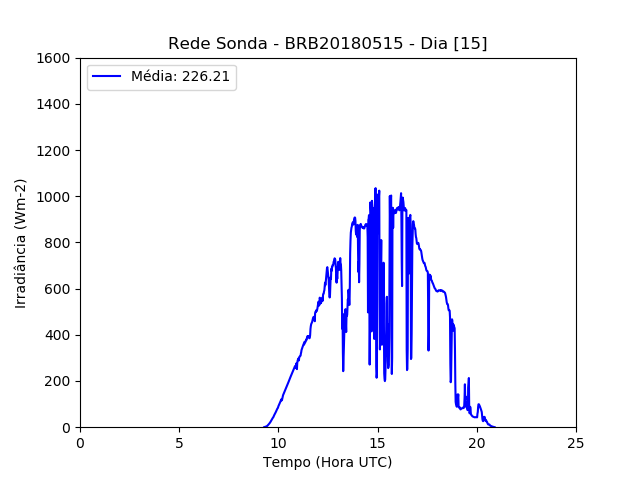 Rede Sonda - BRB20180515 - Dia [15]
1600
Média: 226.21
1400
1200
1000
800
600
400
200
0
Irradiância (Wm-2)
0 5 10 15 20 25
Tempo (Hora UTC)